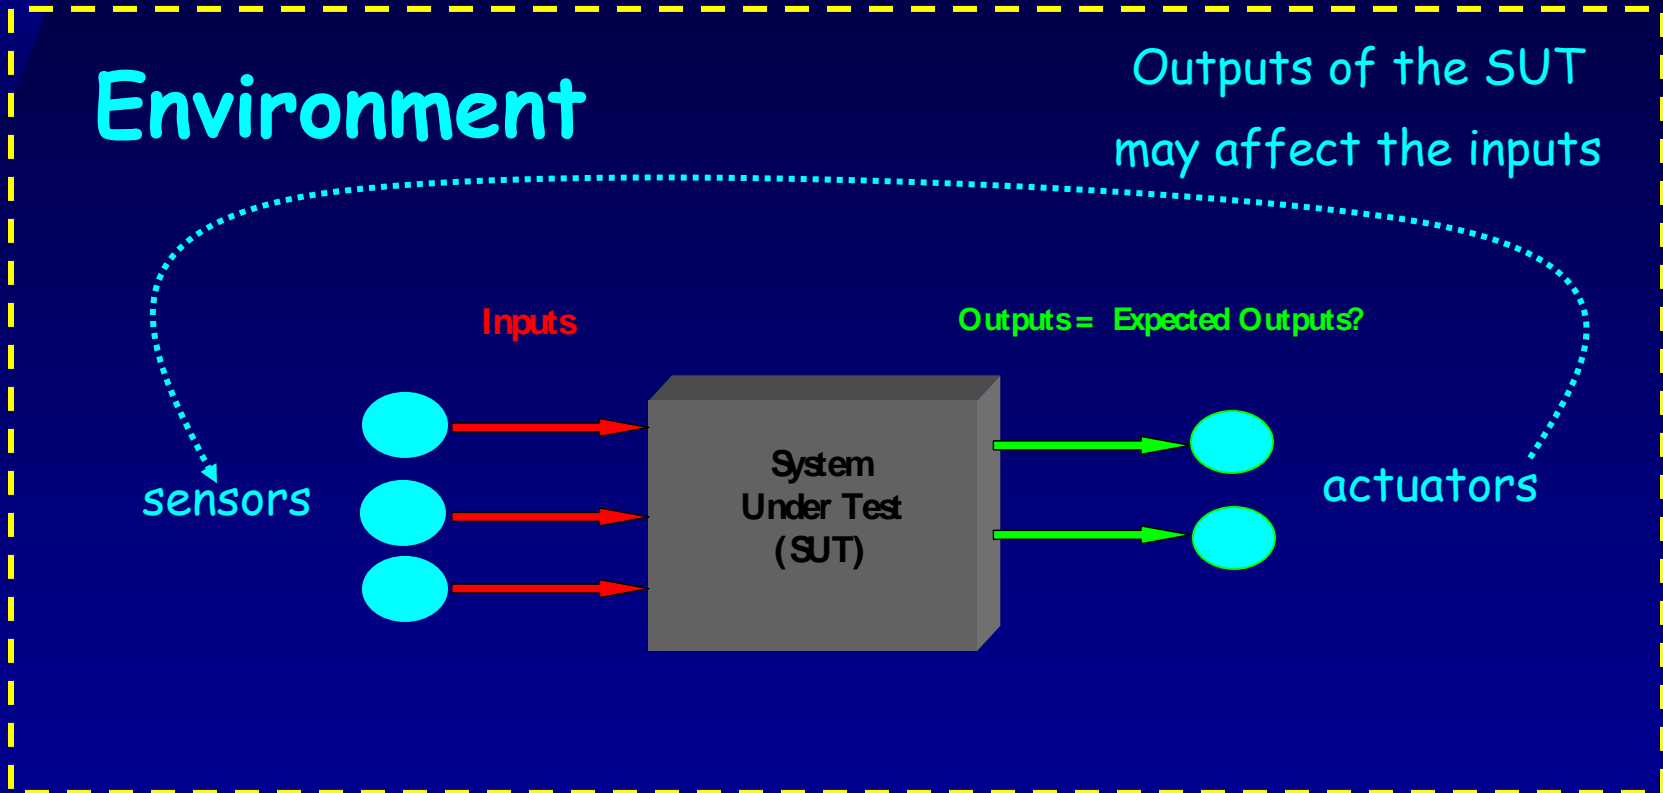 Environment
Outputs of the SUT
may affect the inputs
Inputs
Outputs = Expected Outputs?
System
Under Test
(SUT)
sensors
actuators